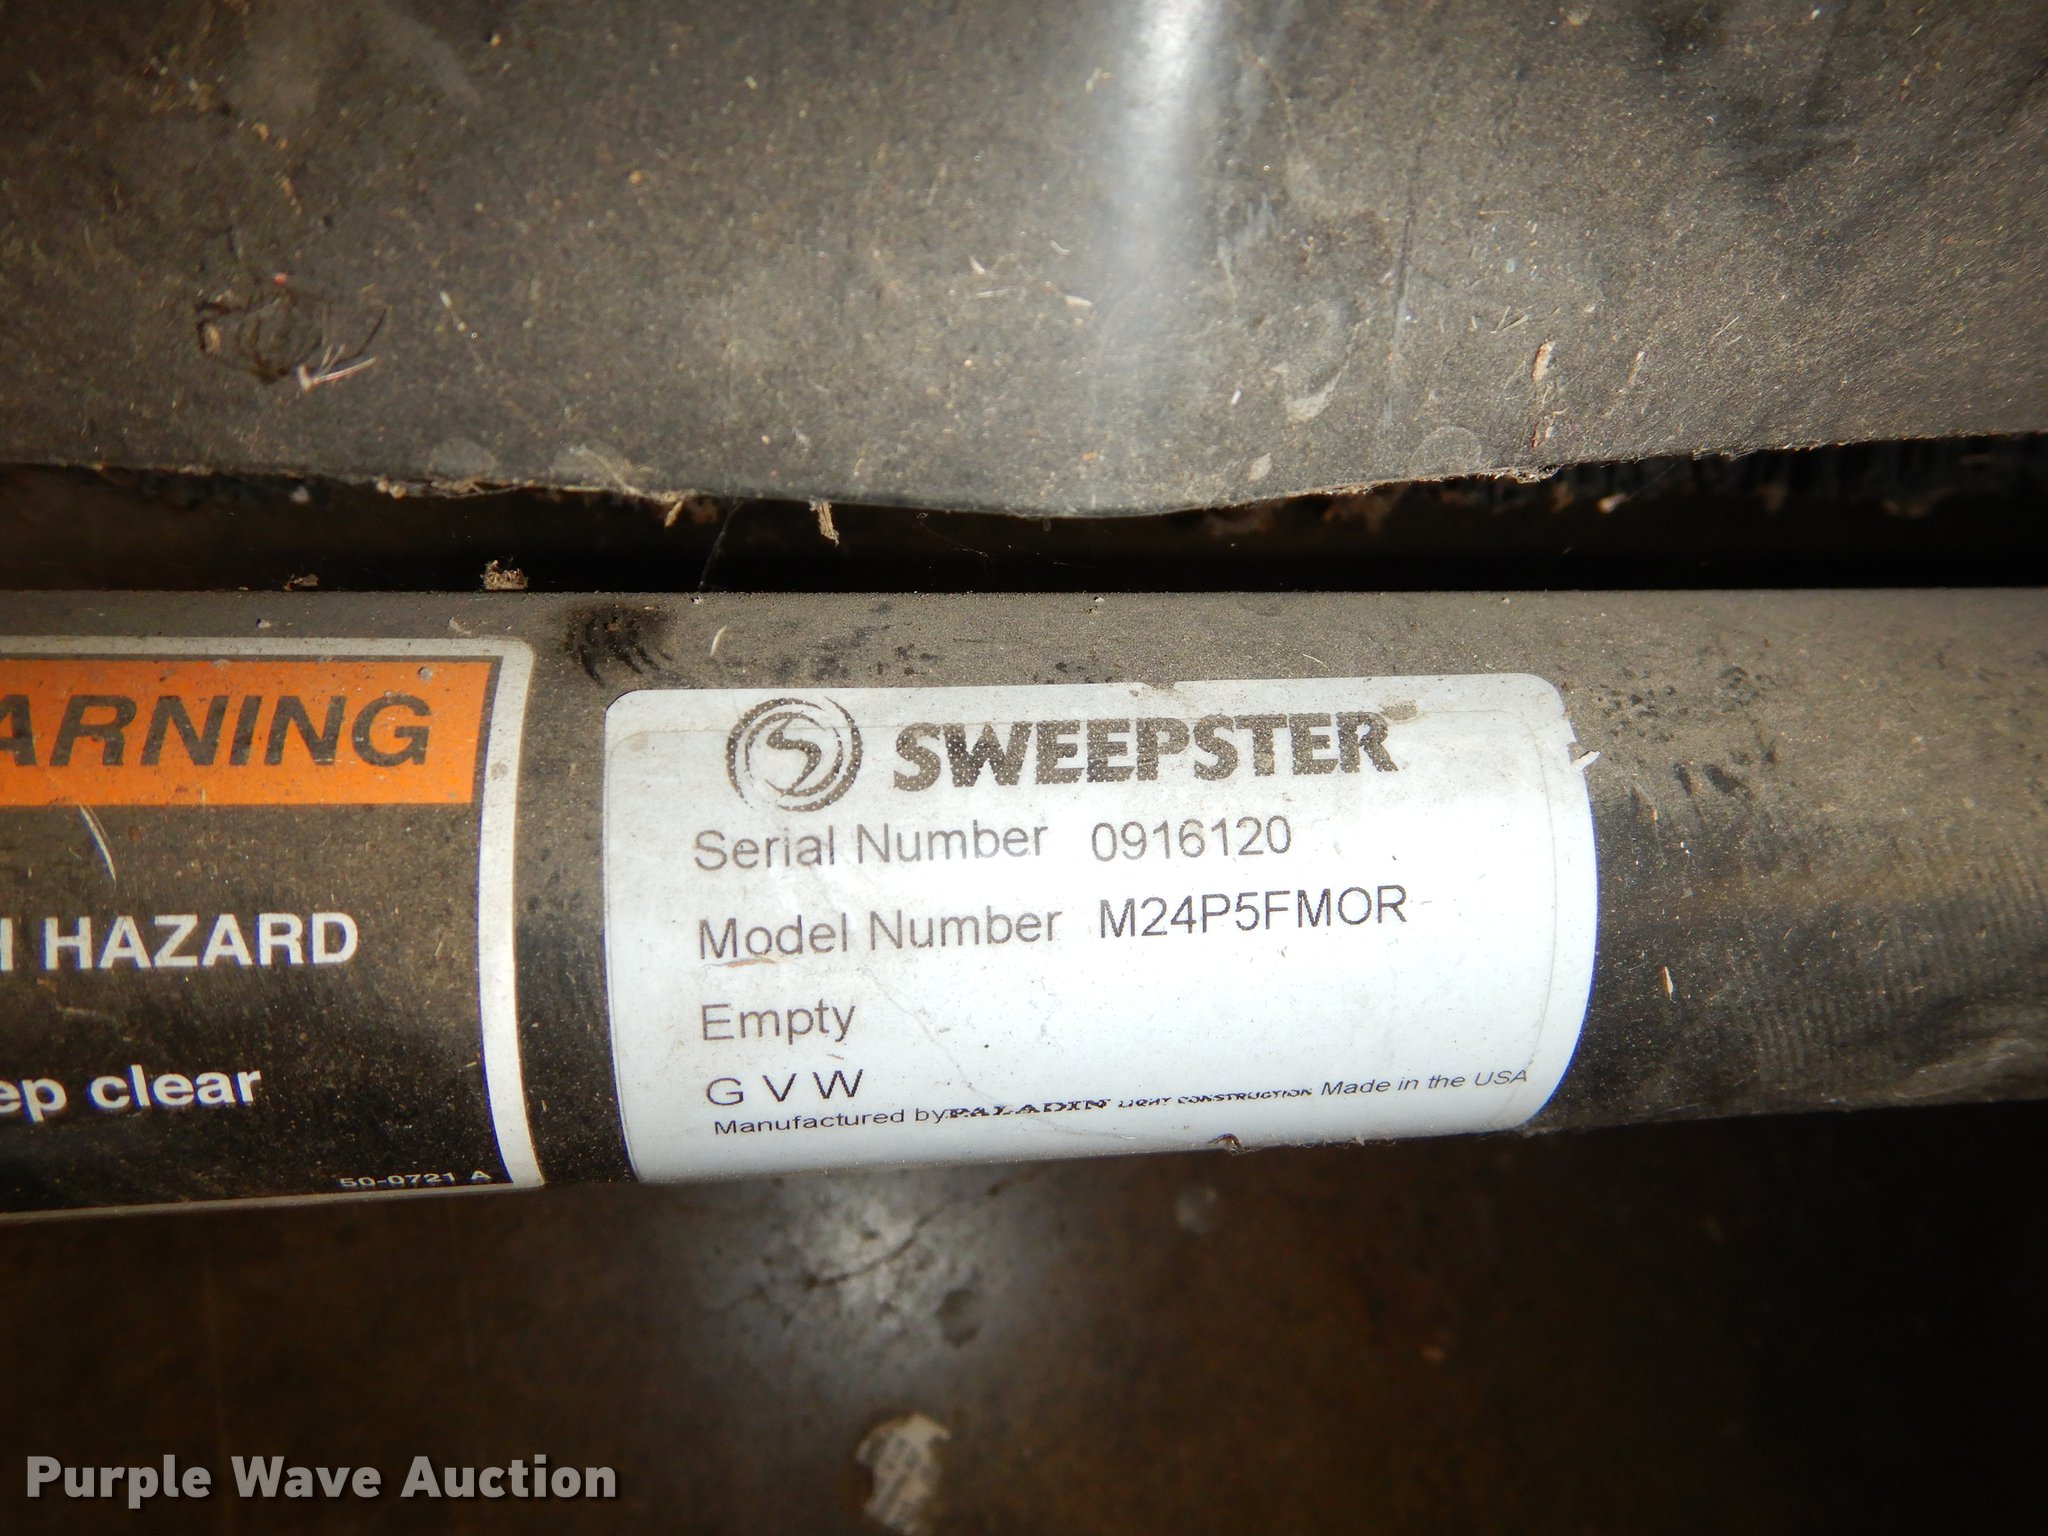 ARNING
H HAZARD
ep clear
50-0721 A
SWEEPSTER
Serial Number 0916120
Model Number M24P5FMOR
Empty
G V W
Manufactured by PALADIN LIGHT CONSTRUCTION Made in the USA
Purple Wave Auction